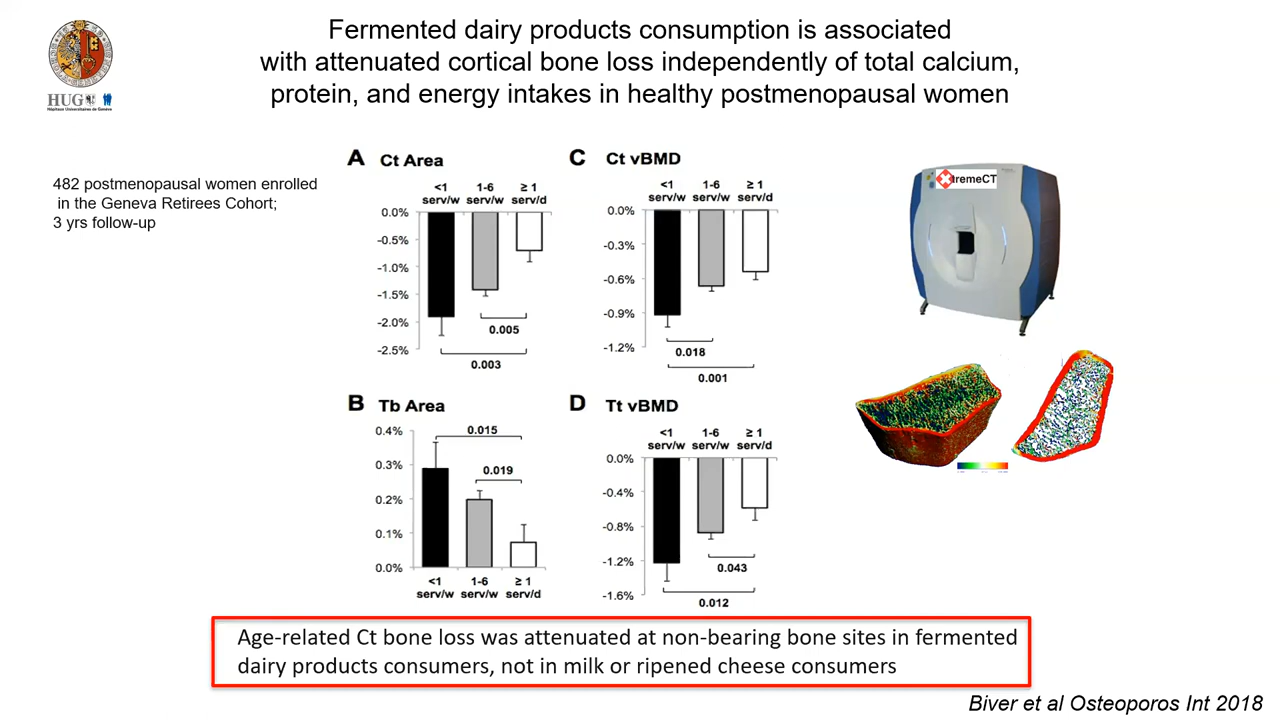 Fermented dairy products consumption is associated
with attenuated cortical bone loss independently of total calcium,
protein, and energy intakes in healthy postmenopausal women
HUG
Hôpitaux Universitaires de Genève
482 postmenopausal women enrolled
in the Geneva Retirees Cohort;
3 yrs follow-up
A Ct Area
<1 1-6 ≥ 1
serv/w serv/w serv/d
0.0%
-0.5%
-1.0%
-1.5%
-2.0%
-2.5%
0.005
0.003
C Ct vBMD
<1 1-6 ≥ 1
serv/w serv/w serv/d
0.0%
-0.3%
-0.6%
-0.9%
-1.2%
0.018
0.001
XtremeCT
B Tb Area
0.4%
0.3%
0.2%
0.1%
0.0%
0.015
0.019
<1 1-6 ≥ 1
serv/w serv/w serv/d
D Tt vBMD
<1 1-6 ≥ 1
serv/w serv/w serv/d
0.0%
-0.4%
-0.8%
-1.2%
-1.6%
0.043
0.012
Age-related Ct bone loss was attenuated at non-bearing bone sites in fermented
dairy products consumers, not in milk or ripened cheese consumers
Biver et al Osteoporos Int 2018